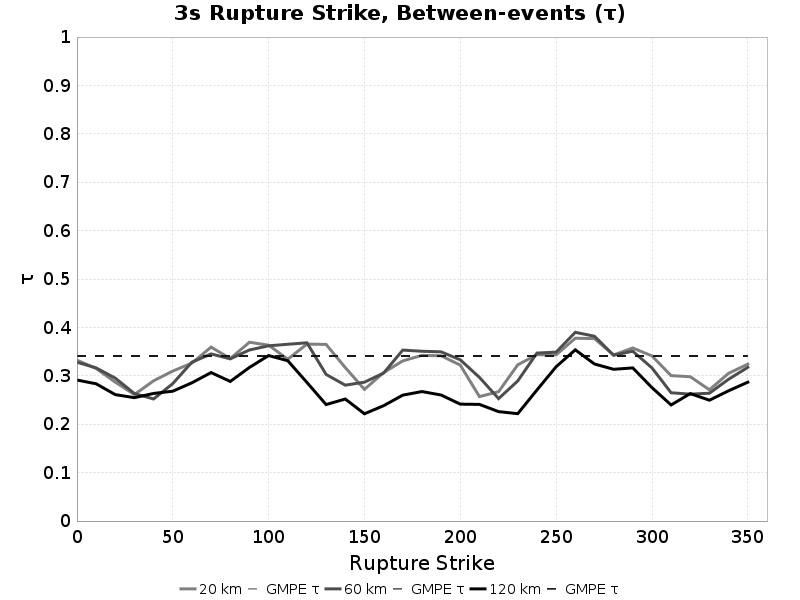 3s Rupture Strike, Between-events (τ)
1
0.9
0.8
0.7
0.6
0.5
0.4
0.3
0.2
0.1
0
τ
0 50 100 150 200 250 300 350
Rupture Strike
20 km GMPE τ 60 km GMPE τ 120 km GMPE τ